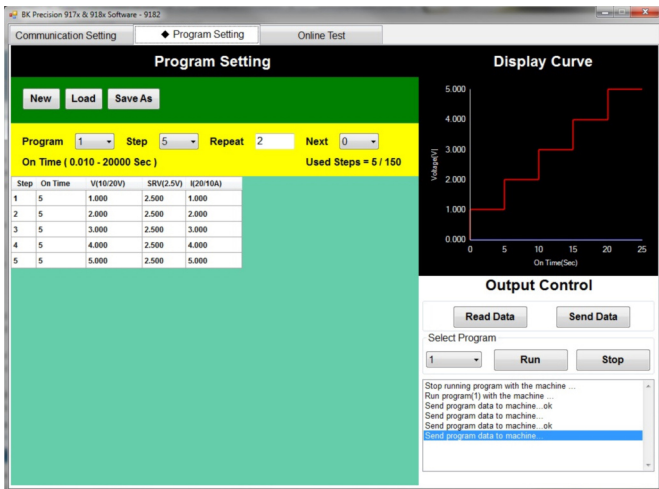 BK Precision 917x & 918x Software - 9182
Communication Setting
◆ Program Setting
Online Test
Program Setting
New Load Save As
Program 1 Step 5 Repeat 2 Next 0
On Time ( 0.010 - 20000 Sec ) Used Steps = 5 / 150
Step On Time V(10/20V) SRV(2.5V) I(20/10A)
1 5 1.000 2.500 1.000
2 5 2.000 2.500 2.000
3 5 3.000 2.500 3.000
4 5 4.000 2.500 4.000
5 5 5.000 2.500 5.000
Display Curve
5.000
4.000
3.000
2.000
1.000
0.000
Voltage(V)
0 5 10 15 20 25
On Time(Sec)
Output Control
Read Data Send Data
Select Program
1 Run Stop
Stop running program with the machine ...
Run program(1) with the machine ...
Send program data to machine...ok
Send program data to machine...
Send program data to machine...ok
Send program data to machine...